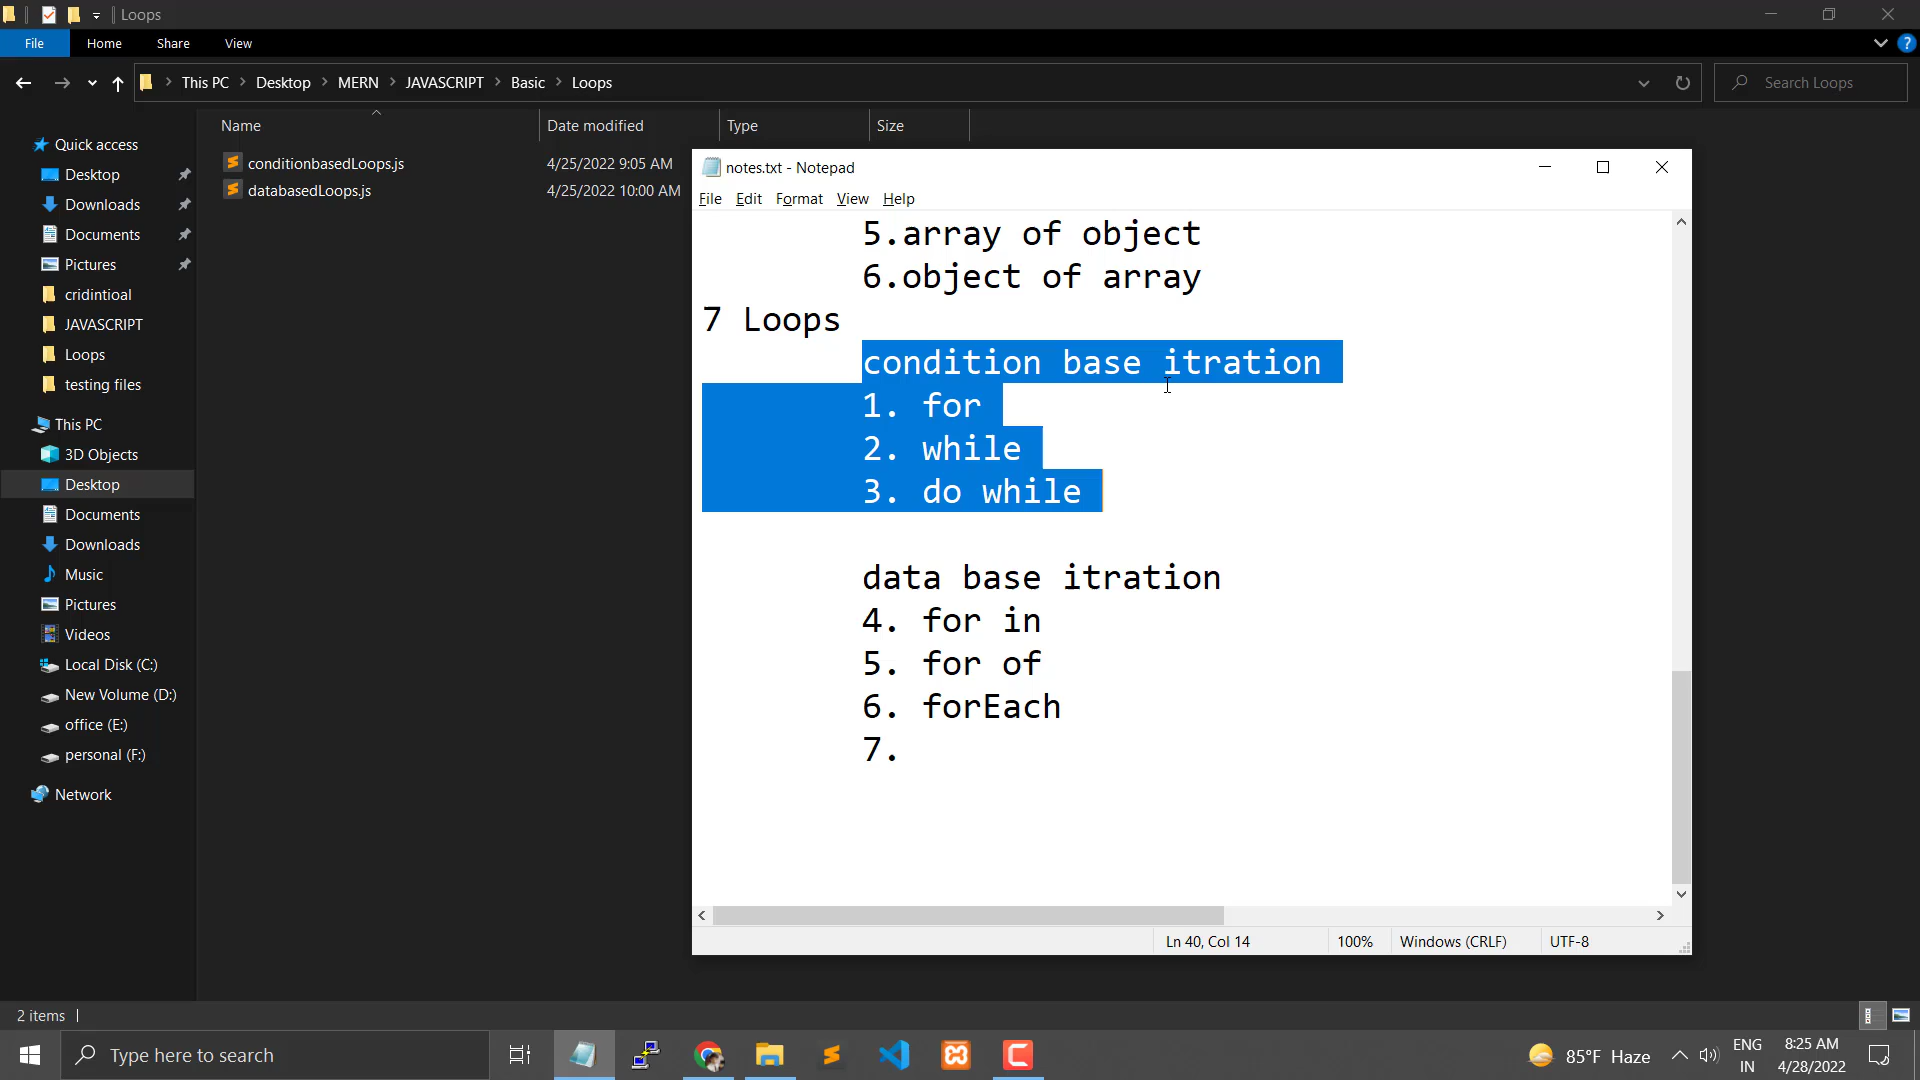 Loops
File Home Share View
This PC Desktop MERN JAVASCRIPT Basic Loops
Search Loops
Name Date modified Type Size
conditionbasedLoops.js 4/25/2022 9:05 AM
databasedLoops.js 4/25/2022 10:00 AM
Quick access
Desktop
Downloads
Documents
Pictures
cridintioal
JAVASCRIPT
Loops
testing files
This PC
3D Objects
Desktop
Documents
Downloads
Music
Pictures
Videos
Local Disk (C:)
New Volume (D:)
office (E:)
personal (F:)
Network
notes.txt - Notepad
File Edit Format View Help
5.array of object
6.object of array
7 Loops
condition base itration
1. for
2. while
3. do while
data base itration
4. for in
5. for of
6. forEach
7.
Ln 40, Col 14 100% Windows (CRLF) UTF-8
2 items
Type here to search
85°F Haze
ENG
IN
8:25 AM
4/28/2022